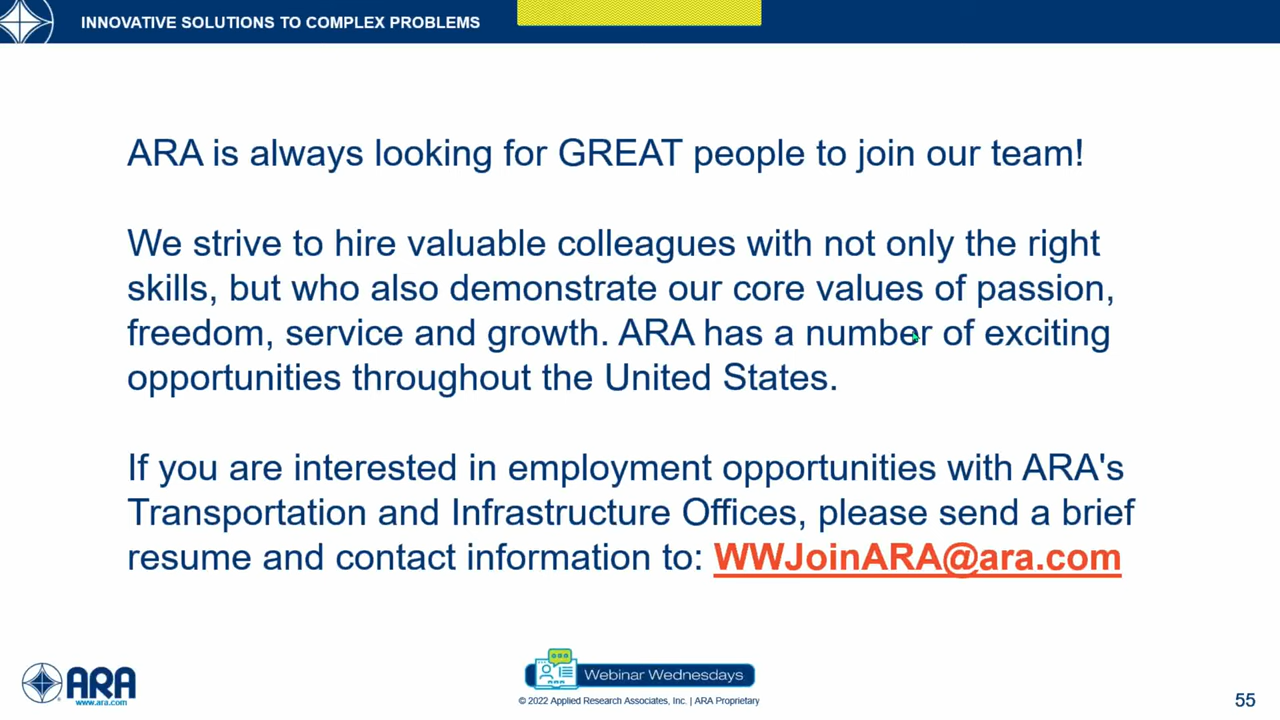 INNOVATIVE SOLUTIONS TO COMPLEX PROBLEMS
ARA is always looking for GREAT people to join our team!
We strive to hire valuable colleagues with not only the right
skills, but who also demonstrate our core values of passion,
freedom, service and growth. ARA has a number of exciting
opportunities throughout the United States.
If you are interested in employment opportunities with ARA's
Transportation and Infrastructure Offices, please send a brief
resume and contact information to: WWJoinARA@ara.com
ARA
www.ara.com
ARA
Webinar Wednesdays
© 2022 Applied Research Associates, Inc. | ARA Proprietary
55